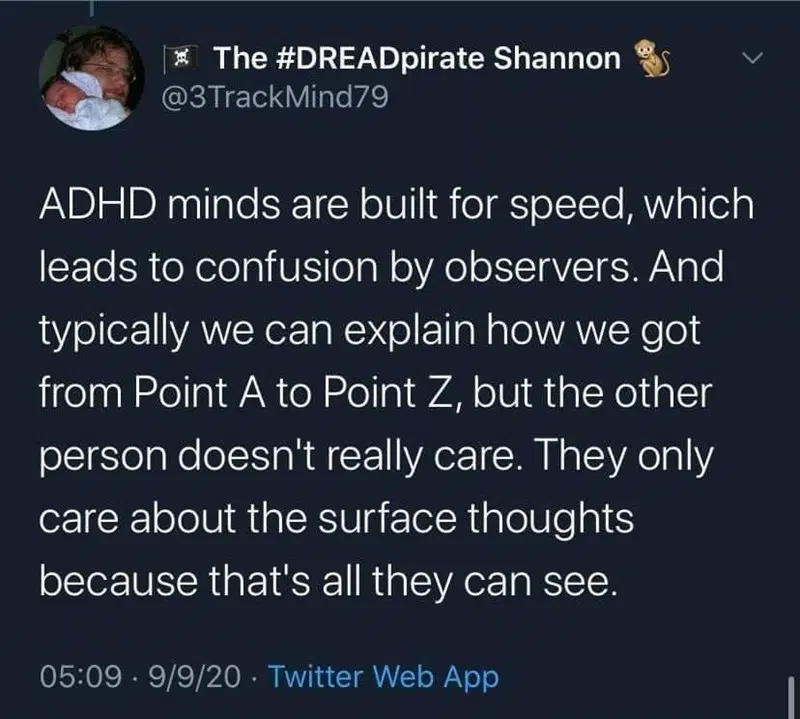 The #DREADpirate Shannon
@3TrackMind79
ADHD minds are built for speed, which
leads to confusion by observers. And
typically we can explain how we got
from Point A to Point Z, but the other
person doesn't really care. They only
care about the surface thoughts
because that's all they can see.
05:09 · 9/9/20 · Twitter Web App